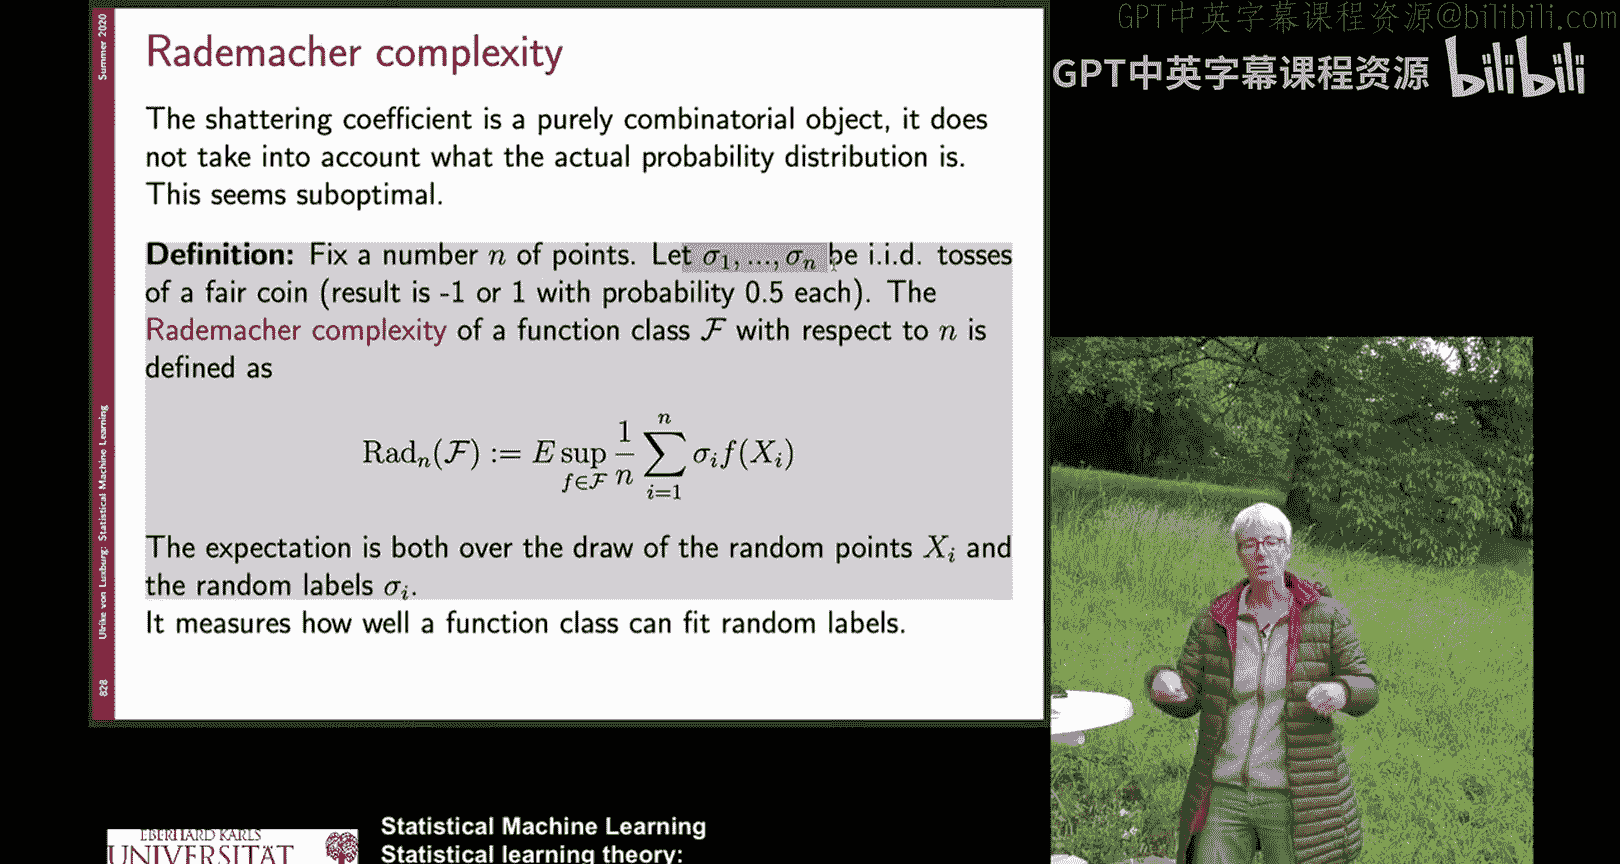 GPT中英字幕课程资源@bilibili.com
GPT中英字幕课程资源 bilibili
Summer 2020
Ulrike von Luxburg: Statistical Machine Learning
828
Rademacher complexity
The shattering coefficient is a purely combinatorial object, it does
not take into account what the actual probability distribution is.
This seems suboptimal.
Definition: Fix a number n of points. Let σ₁, ..., σₙ be i.i.d. tosses
of a fair coin (result is -1 or 1 with probability 0.5 each). The
Rademacher complexity of a function class F with respect to n is
defined as
Radₙ(F) := E sup_{f∈F} 1/n ∑_{i=1}^{n} σᵢf(Xᵢ)
The expectation is both over the draw of the random points Xᵢ and
the random labels σᵢ.
It measures how well a function class can fit random labels.
EBERHARD KARLS
UNIVERSITÄT
Statistical Machine Learning
Statistical learning theory: